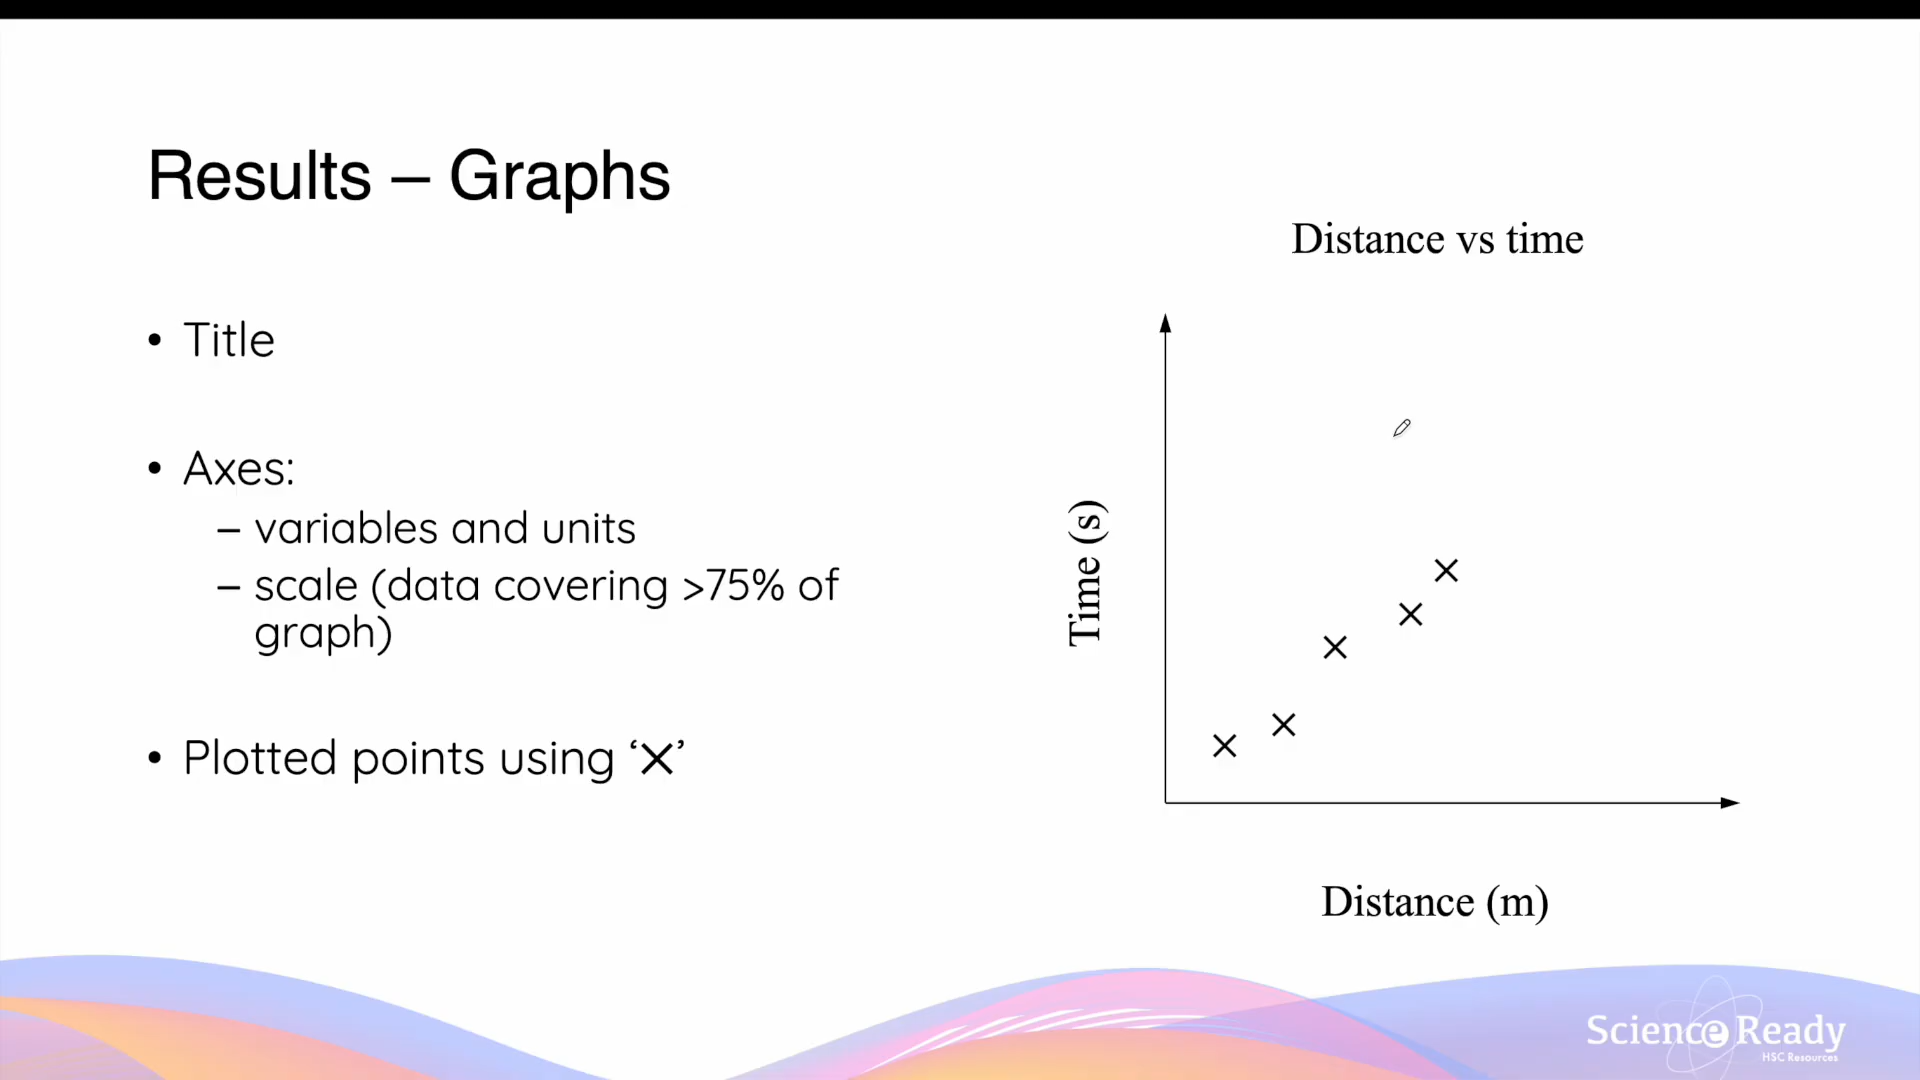 Results – Graphs
• Title
• Axes:
– variables and units
– scale (data covering >75% of
graph)
• Plotted points using ‘×’
Distance vs time
Time (s)
Distance (m)
Science Ready
HSC Resources